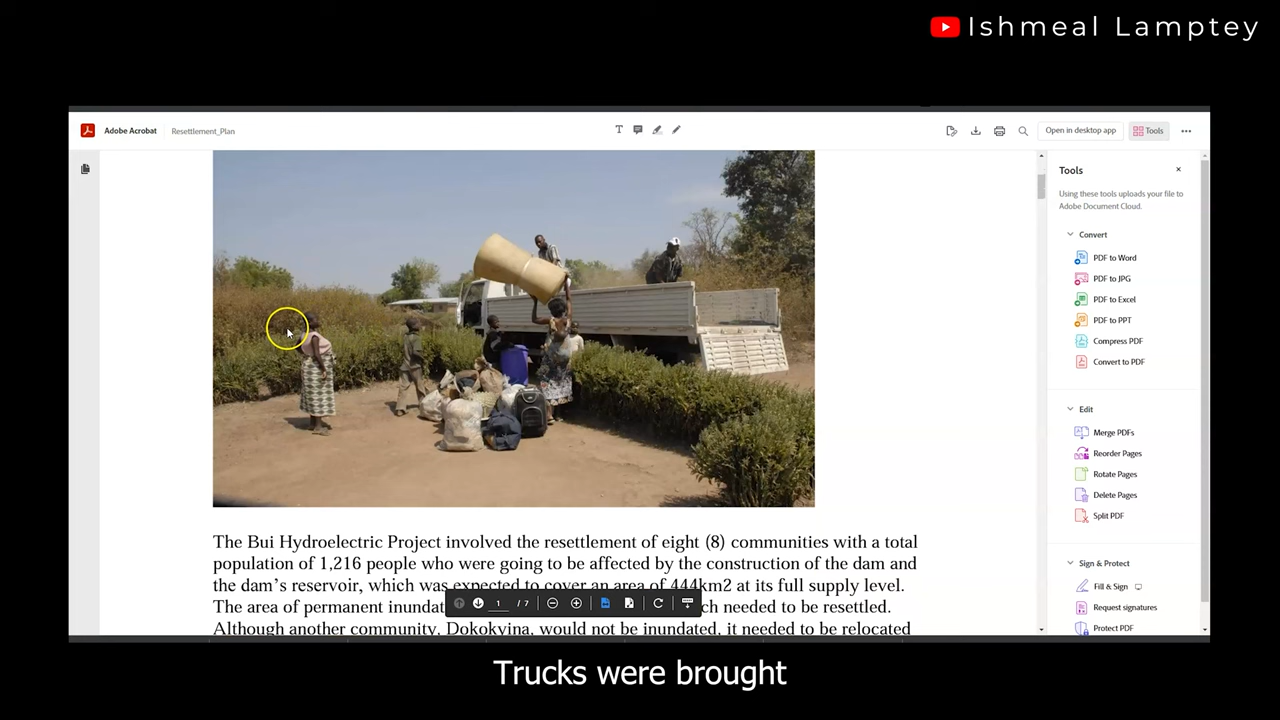 Ishmeal Lamptey
Adobe Acrobat
Resettlement_Plan
Open in desktop app
Tools
Tools
Using these tools uploads your file to
Adobe Document Cloud.
Convert
PDF to Word
PDF to JPG
PDF to Excel
PDF to PPT
Compress PDF
Convert to PDF
Edit
Merge PDFs
Reorder Pages
Rotate Pages
Delete Pages
Split PDF
Sign & Protect
Fill & Sign
Request signatures
Protect PDF
The Bui Hydroelectric Project involved the resettlement of eight (8) communities with a total
population of 1,216 people who were going to be affected by the construction of the dam and
the dam's reservoir, which was expected to cover an area of 444km2 at its full supply level.
The area of permanent inundat ch needed to be resettled.
Although another community, Dokokyina, would not be inundated, it needed to be relocated
1 / 7
Trucks were brought